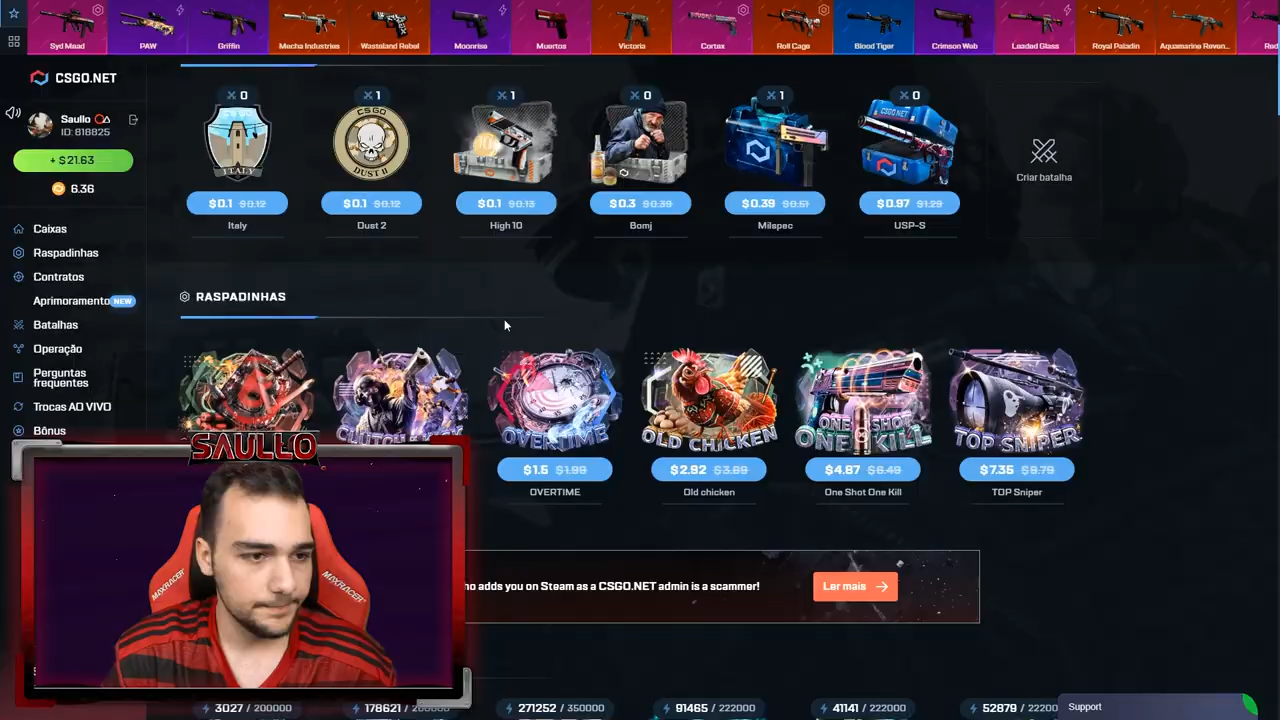 Syd Mead
PAW
Griffin
Mecha Industries
Wasteland Rebel
Moonrise
Muertos
Victoria
Cortex
Roll Cage
Blood Tiger
Crimson Web
Loaded Glass
Royal Paladin
Aquamarine Reven...
Red
CSGO.NET
Saullo
ID: 818825
+ $21.63
6.36
Caixas
Raspadinhas
Contratos
Aprimoramento NEW
Batalhas
Operação
Perguntas
frequentes
Trocas AO VIVO
Bônus
0
1
1
0
1
0
ITALY
CS GO
DUST II
CSGO.NET
$0.1 $0.12
$0.1 $0.12
$0.1 $0.13
$0.3 $0.39
$0.39 $0.51
$0.97 $1.29
Italy
Dust 2
High 10
Bomj
Milspec
USP-S
Criar batalha
RASPADINHAS
OVERTIME
OLD CHICKEN
ONE SHOT
ONE KILL
TOP SNIPER
$1.5 $1.99
$2.92 $3.89
$4.87 $6.49
$7.35 $9.79
OVERTIME
Old chicken
One Shot One Kill
TOP Sniper
SAULLO
MAXRACER
MAXRACER
ho adds you on Steam as a CSGO.NET admin is a scammer!
Ler mais
3027 / 200000
178621 /
271252 / 350000
91465 / 222000
41141 / 222000
52879 / 222000
Support